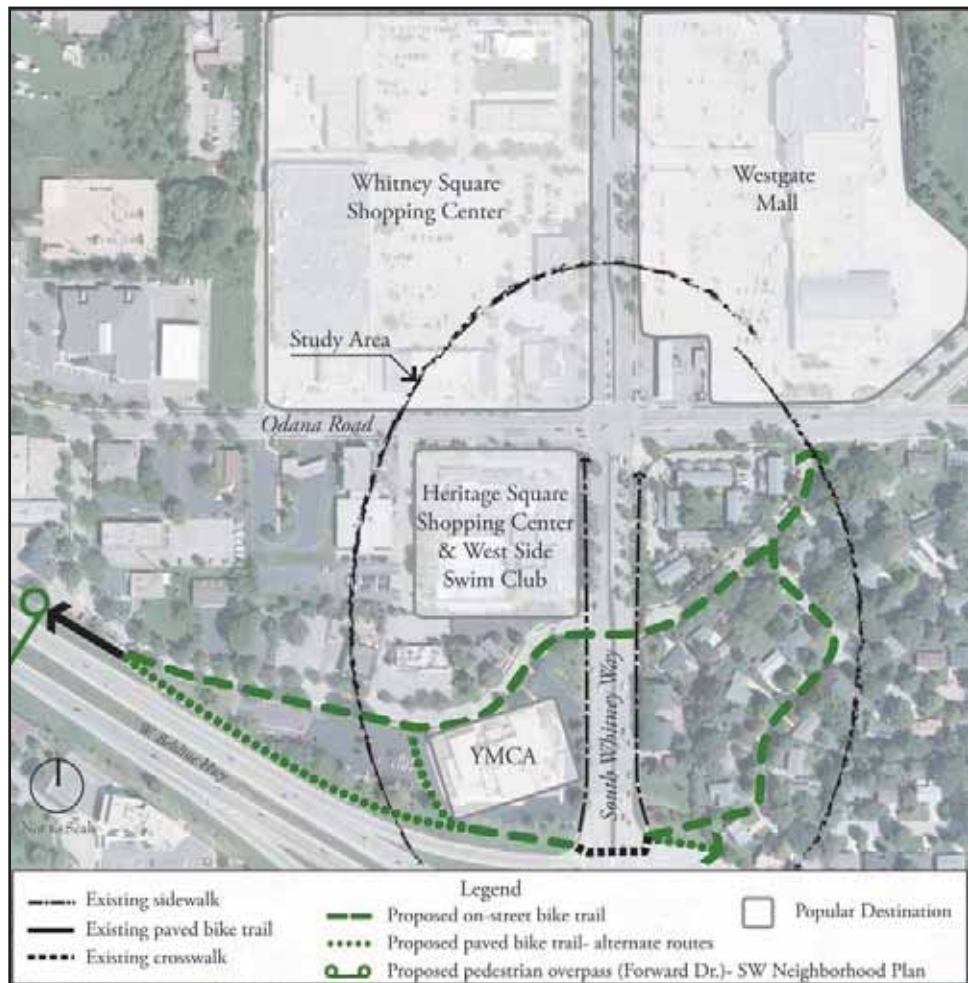 Whitney Square
Shopping Center
Westgate
Mall
Study Area
Odana Road
Heritage Square
Shopping Center
& West Side
Swim Club
South Whitney Way
YMCA
W. Beltline Hwy
Not to Scale
Legend
Existing sidewalk
Existing paved bike trail
Existing crosswalk
Proposed on-street bike trail
Proposed paved bike trail- alternate routes
Proposed pedestrian overpass (Forward Dr.)- SW Neighborhood Plan
Popular Destination